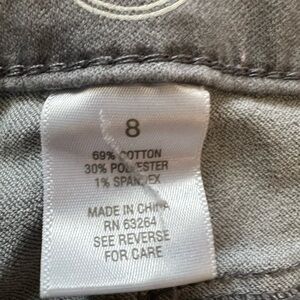 8
69% COTTON
30% POLYESTER
1% SPANDEX
MADE IN CHINA
RN 63264
SEE REVERSE
FOR CARE